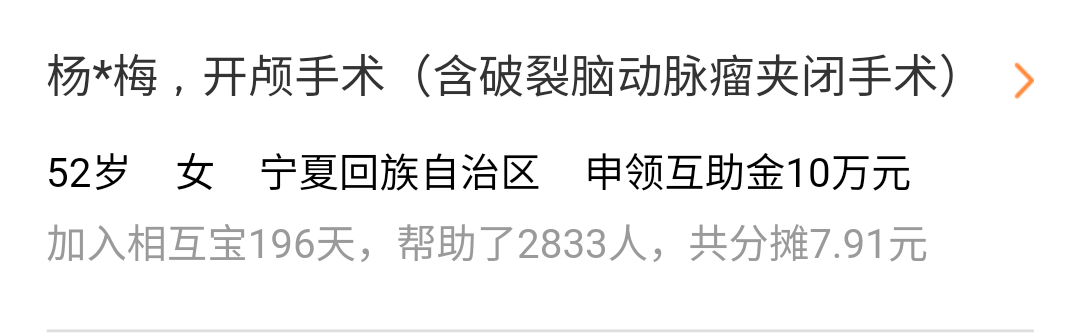 杨*梅，开颅手术（含破裂脑动脉瘤夹闭手术）
52岁 女 宁夏回族自治区 申领互助金10万元
加入相互宝196天，帮助了2833人，共分摊7.91元